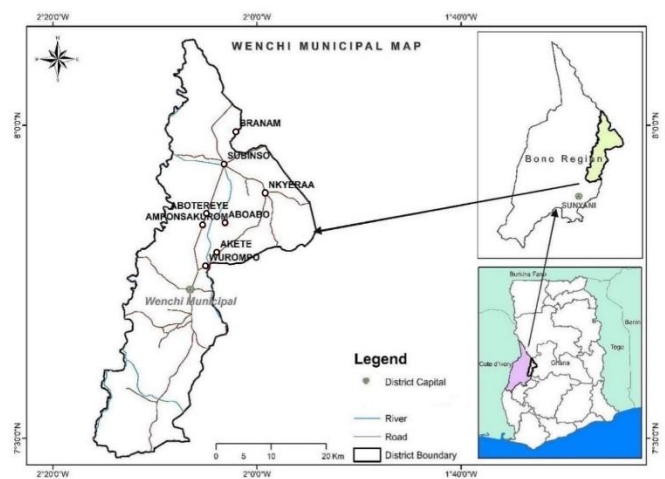 2°20'0"W
2°0'0"W
1°40'0"W
WENCHI MUNICIPAL MAP
8°0'0"N
8°0'0"N
BRANAM
SUBINSO
NKYERAA
ABOTEREYE
AMPONSAKUROM
ABOABO
AKETE
WUROMPO
Wenchi Municipal
Bono Region
SUNYANI
Burkina Faso
Benin
Togo
Cote d'Ivory
Ghana
Legend
District Capital
River
Road
District Boundary
0 5 10 20 Km
7°30'0"N
7°30'0"N
2°20'0"W
2°0'0"W
1°40'0"W